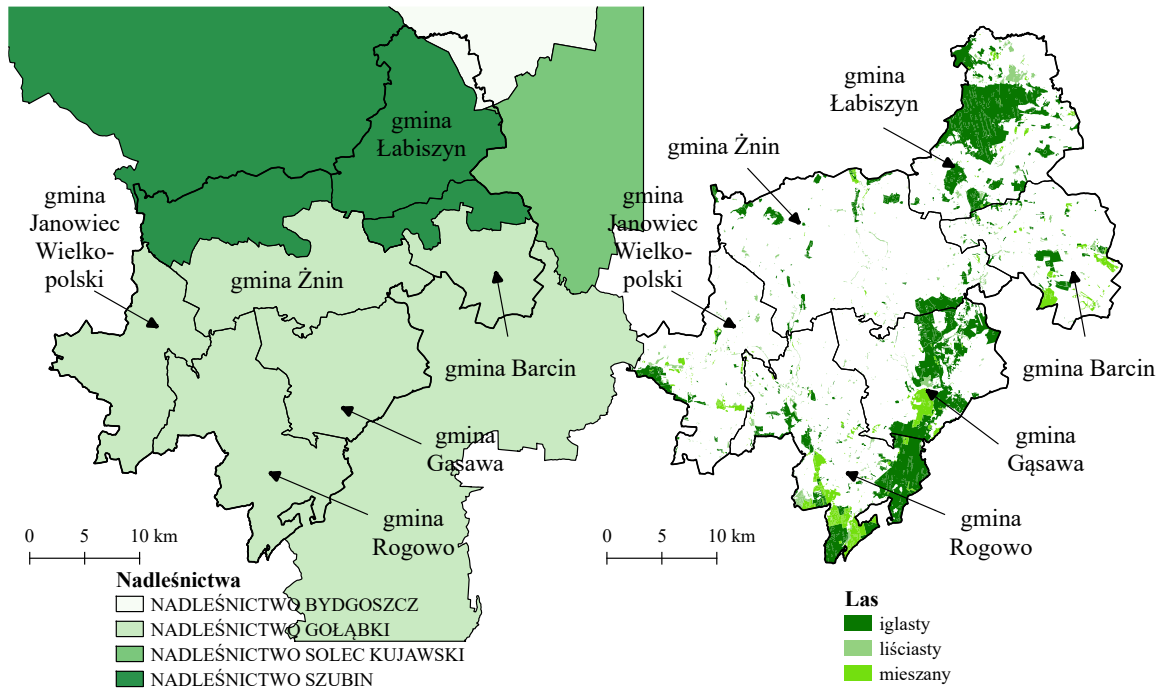 gmina
Łabiszyn
gmina
Janowiec
Wielko-
polski
gmina Żnin
gmina Barcin
gmina
Gąsawa
gmina
Rogowo
0 5 10 km
Nadleśnictwa
NADLEŚNICTWO BYDGOSZCZ
NADLEŚNICTWO GOŁĄBKI
NADLEŚNICTWO SOLEC KUJAWSKI
NADLEŚNICTWO SZUBIN
gmina
Łabiszyn
gmina Żnin
gmina
Janowiec
Wielko-
polski
gmina Barcin
gmina
Gąsawa
gmina
Rogowo
0 5 10 km
Las
iglasty
liściasty
mieszany